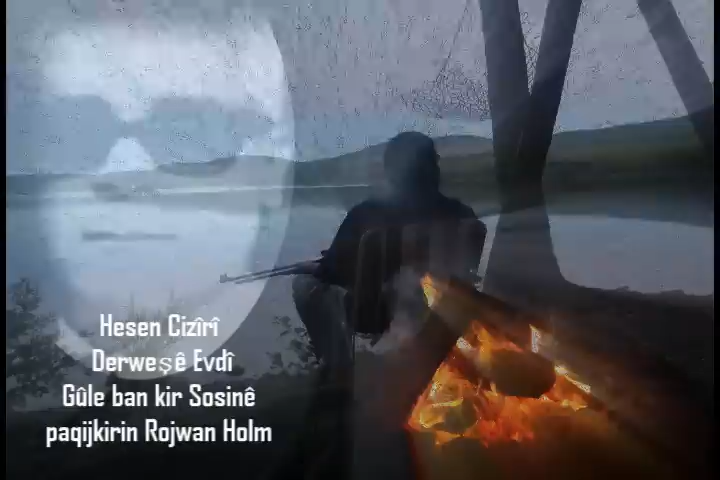 Hesen Cizîrî
Derweşê Evdî
Gûle ban kir Sosinê
paqijkirin Rojwan Holm